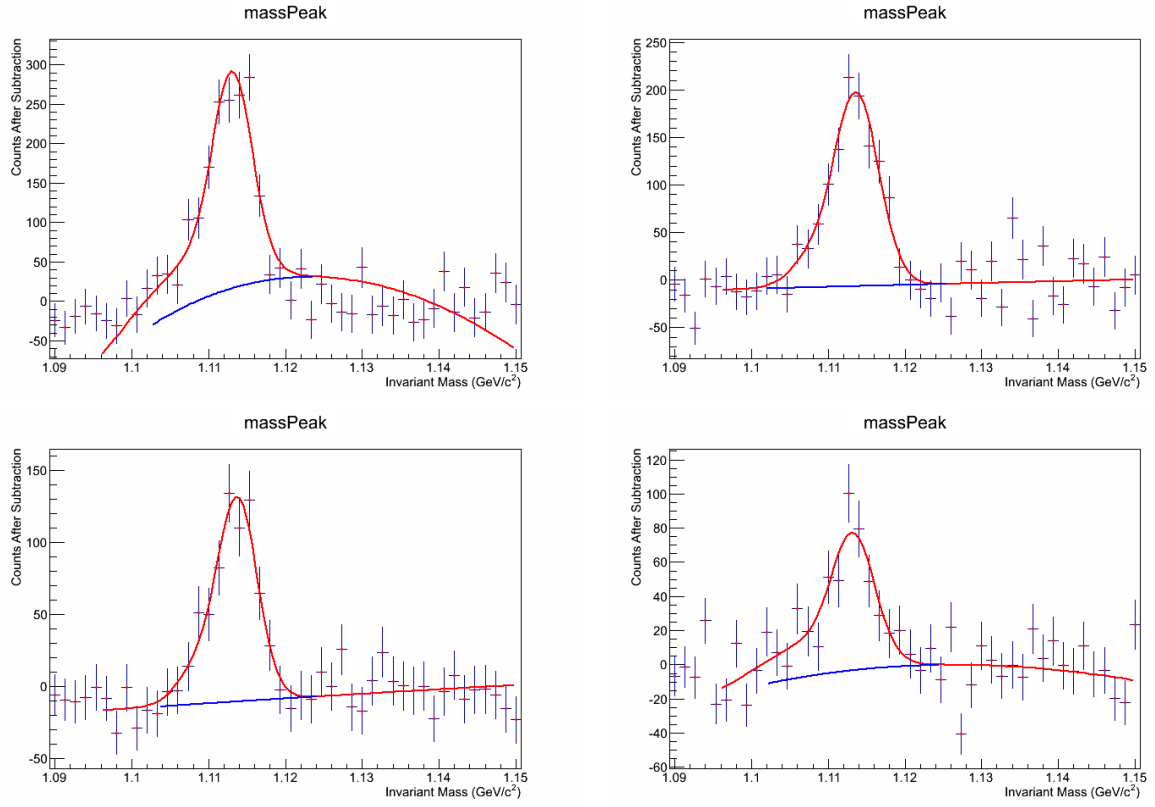 massPeak
Counts After Subtraction
300
250
200
150
100
50
0
-50
1.09 1.1 1.11 1.12 1.13 1.14 1.15
Invariant Mass (GeV/c²)
massPeak
Counts After Subtraction
250
200
150
100
50
0
-50
1.09 1.1 1.11 1.12 1.13 1.14 1.15
Invariant Mass (GeV/c²)
massPeak
Counts After Subtraction
150
100
50
0
-50
1.09 1.1 1.11 1.12 1.13 1.14 1.15
Invariant Mass (GeV/c²)
massPeak
Counts After Subtraction
120
100
80
60
40
20
0
-20
-40
-60
1.09 1.1 1.11 1.12 1.13 1.14 1.15
Invariant Mass (GeV/c²)